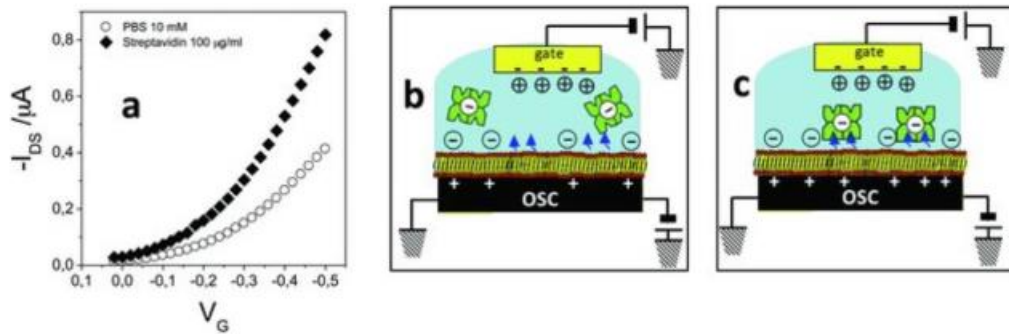 PBS 10 mM
Streptavidin 100 µg/ml
a
-I_DS /µA
0,8
0,6
0,4
0,2
0,0
0,1 0,0 -0,1 -0,2 -0,3 -0,4 -0,5
V_G
b
gate
- - - -
+ + + +
- -
- - - -
+ + + +
OSC
c
gate
- - - -
+ + + +
- -
- - - -
+ + + + + +
OSC